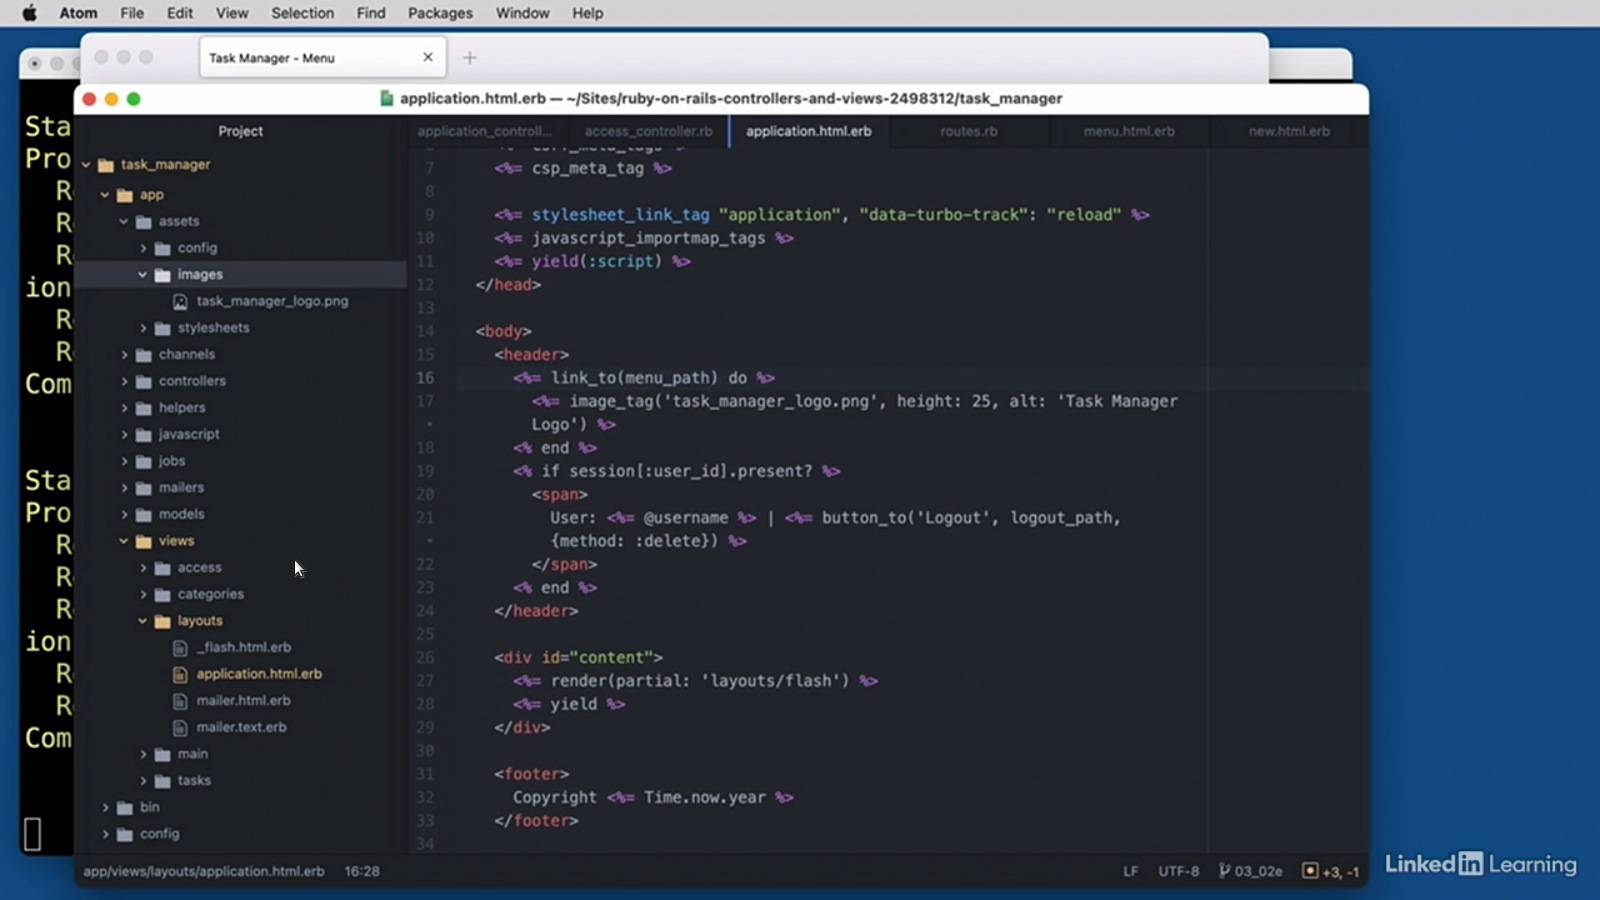 Atom File Edit View Selection Find Packages Window Help
Task Manager - Menu
application.html.erb — ~/Sites/ruby-on-rails-controllers-and-views-2498312/task_manager
Project
application_controll... access_controller.rb application.html.erb routes.rb menu.html.erb new.html.erb
task_manager
app
assets
config
images
task_manager_logo.png
stylesheets
channels
controllers
helpers
javascript
jobs
mailers
models
views
access
categories
layouts
_flash.html.erb
application.html.erb
mailer.html.erb
mailer.text.erb
main
tasks
bin
config
7 <%= csp_meta_tag %>
8
9 <%= stylesheet_link_tag "application", "data-turbo-track": "reload" %>
10 <%= javascript_importmap_tags %>
11 <%= yield(:script) %>
12 </head>
13
14 <body>
15 <header>
16 <%= link_to(menu_path) do %>
17 <%= image_tag('task_manager_logo.png', height: 25, alt: 'Task Manager
• Logo') %>
18 <% end %>
19 <% if session[:user_id].present? %>
20 <span>
21 User: <%= @username %> | <%= button_to('Logout', logout_path,
• {method: :delete}) %>
22 </span>
23 <% end %>
24 </header>
25
26 <div id="content">
27 <%= render(partial: 'layouts/flash') %>
28 <%= yield %>
29 </div>
30
31 <footer>
32 Copyright <%= Time.now.year %>
33 </footer>
34
app/views/layouts/application.html.erb 16:28 LF UTF-8 03_02e +3, -1
Sta
Pro
ion
Com
Sta
Pro
ion
Com
LinkedIn Learning